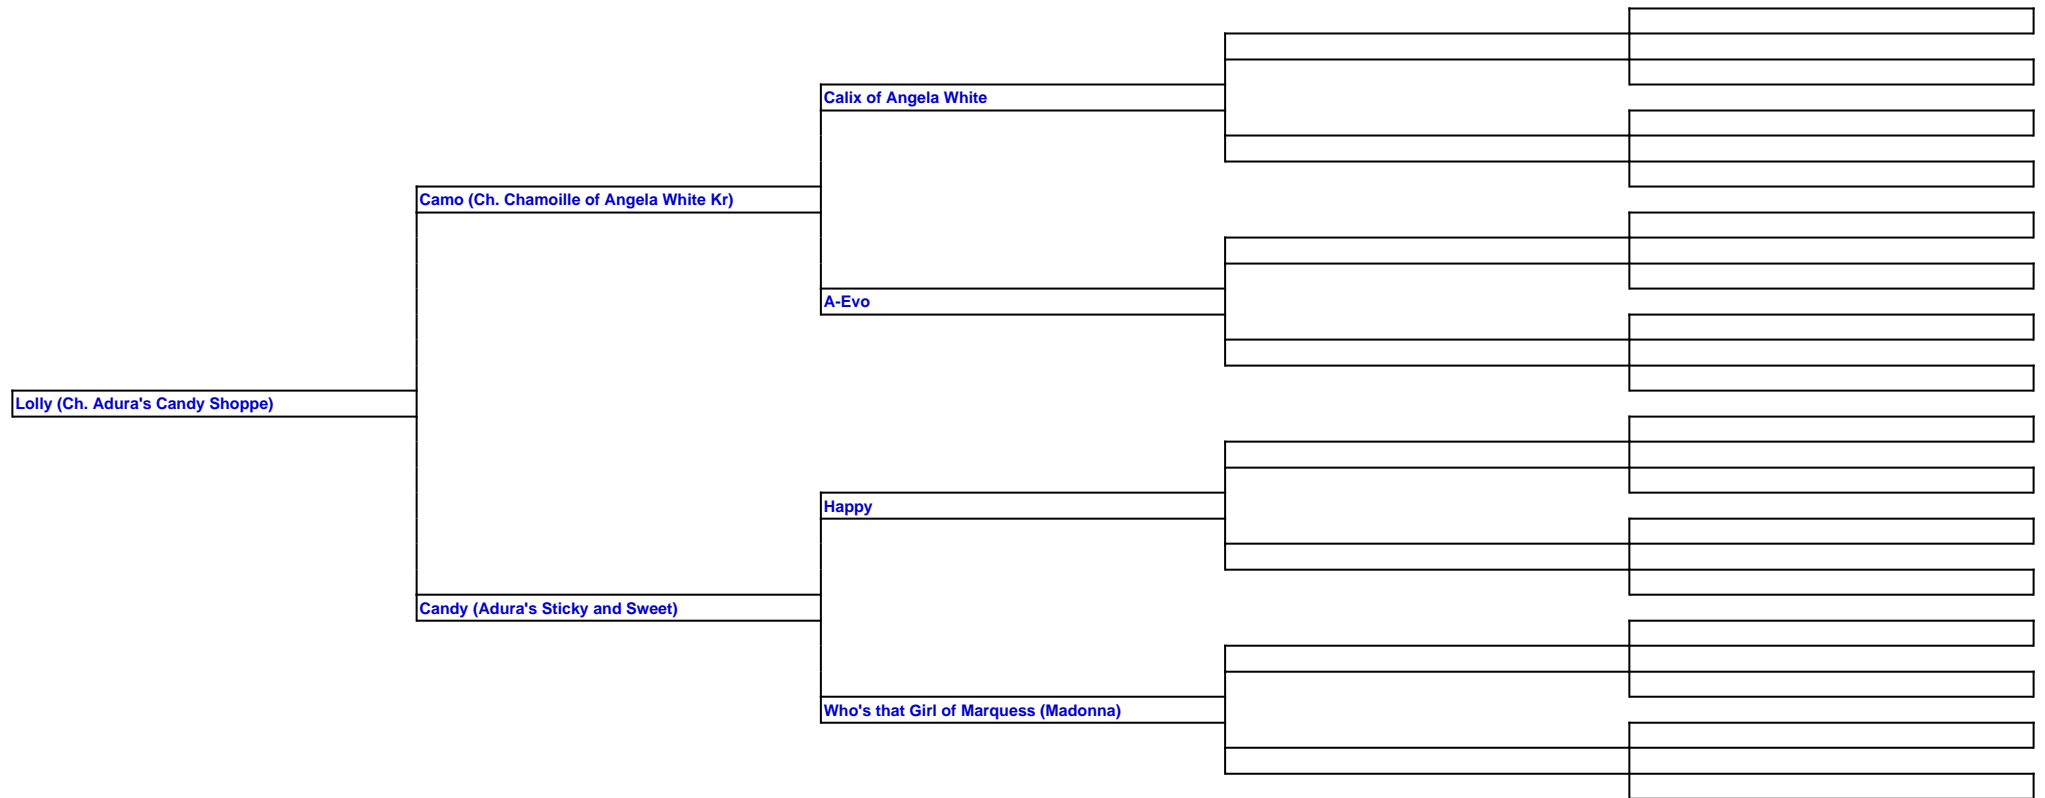 Calix of Angela White
Camo (Ch. Chamoille of Angela White Kr)
A-Evo
Lolly (Ch. Adura's Candy Shoppe)
Happy
Candy (Adura's Sticky and Sweet)
Who's that Girl of Marquess (Madonna)